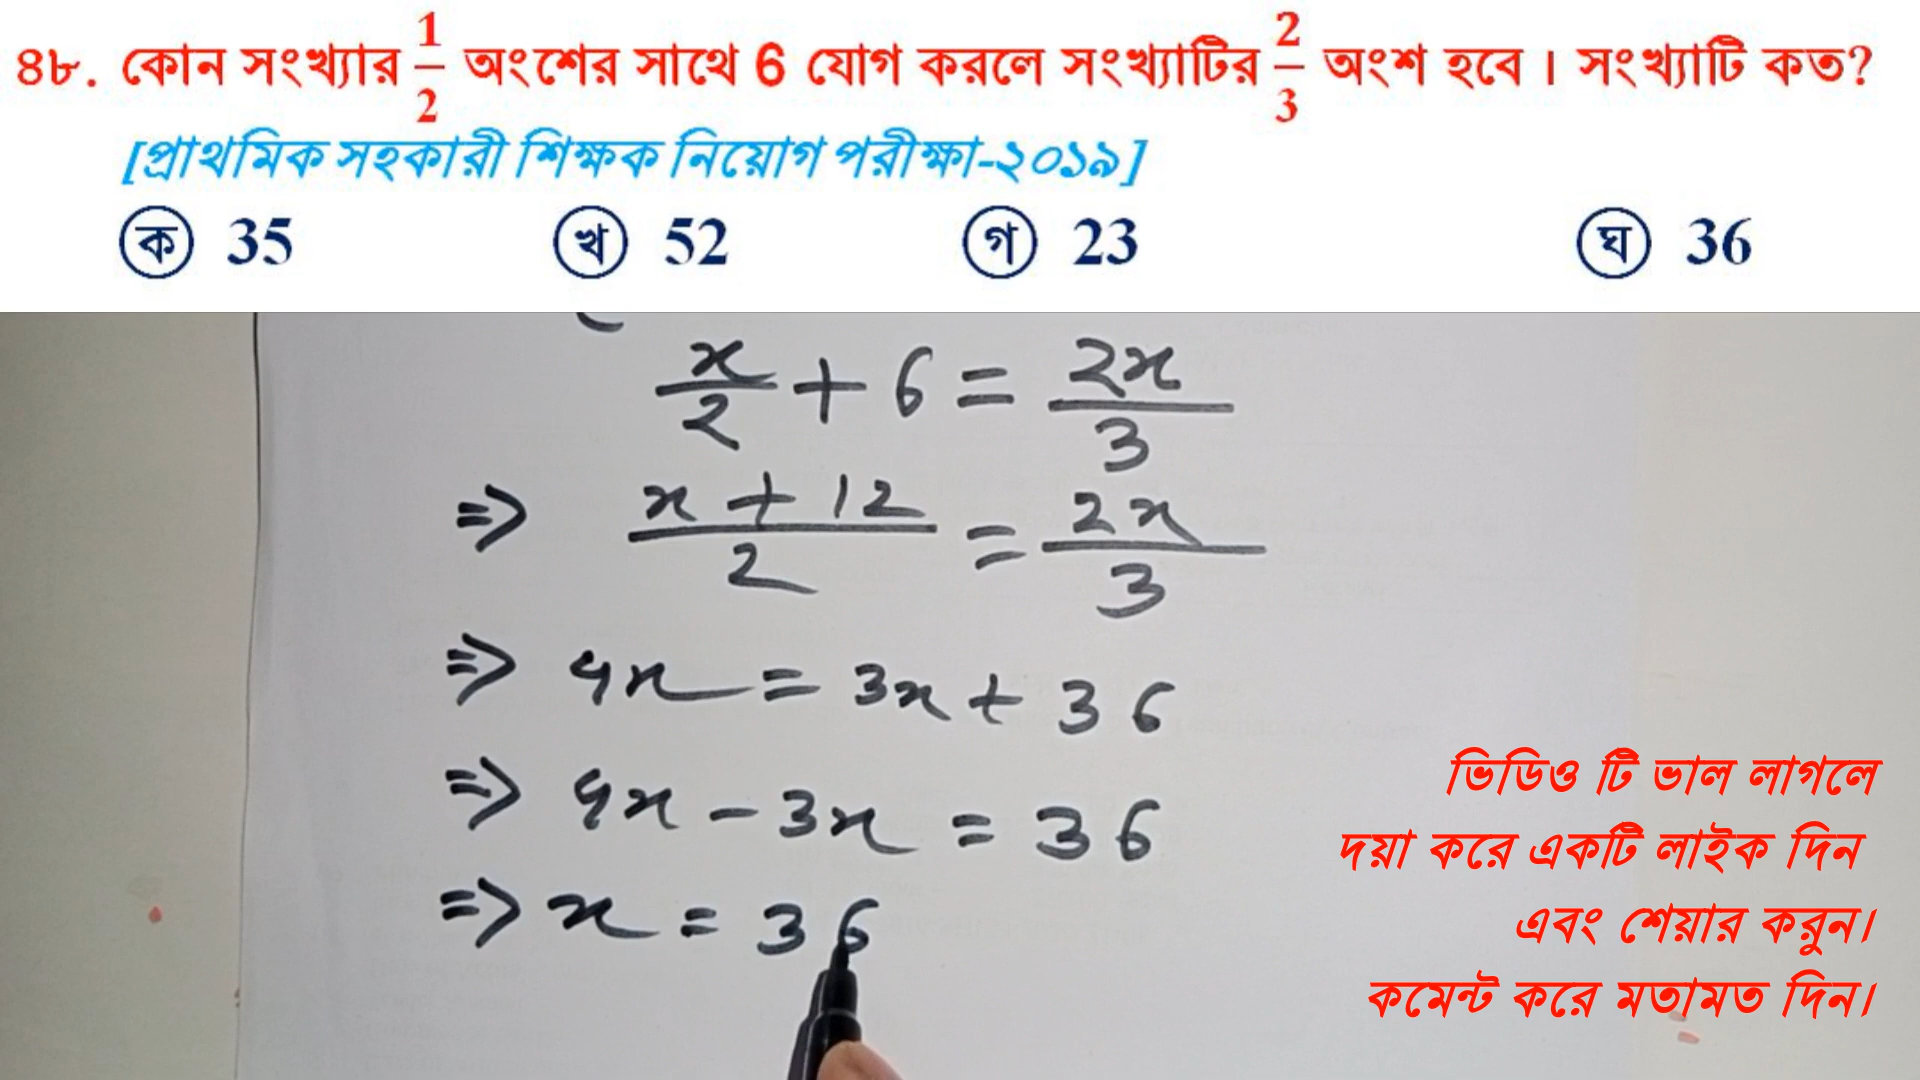 ৪৮. কোন সংখ্যার 1/2 অংশের সাথে 6 যোগ করলে সংখ্যাটির 2/3 অংশ হবে। সংখ্যাটি কত?
[প্রাথমিক সহকারী শিক্ষক নিয়োগ পরীক্ষা-২০১৯]
ক 35 খ 52 গ 23 ঘ 36
x/2 + 6 = 2x/3
⇒ x + 12/2 = 2x/3
⇒ 4x = 3x + 36
⇒ 4x - 3x = 36
⇒ x = 36
ভিডিও টি ভাল লাগলে
দয়া করে একটি লাইক দিন
এবং শেয়ার করুন।
কমেন্ট করে মতামত দিন।